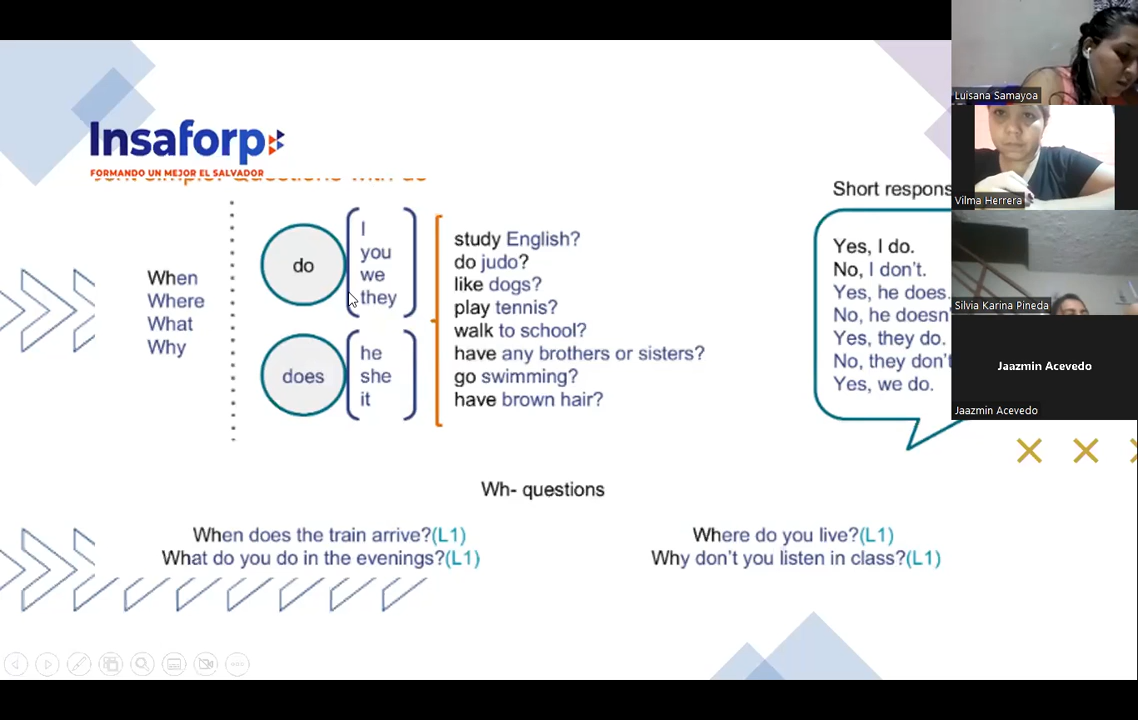 Insaforp
FORMANDO UN MEJOR EL SALVADOR
Short respons
When
Where
What
Why
do
I
you
we
they
does
he
she
it
study English?
do judo?
like dogs?
play tennis?
walk to school?
have any brothers or sisters?
go swimming?
have brown hair?
Yes, I do.
No, I don't.
Yes, he does.
No, he doesn'
Yes, they do.
No, they don't
Yes, we do.
Wh- questions
When does the train arrive?(L1)
What do you do in the evenings?(L1)
Where do you live?(L1)
Why don't you listen in class?(L1)
Luisana Samayoa
Vilma Herrera
Silvia Karina Pineda
Jaazmin Acevedo
Jaazmin Acevedo